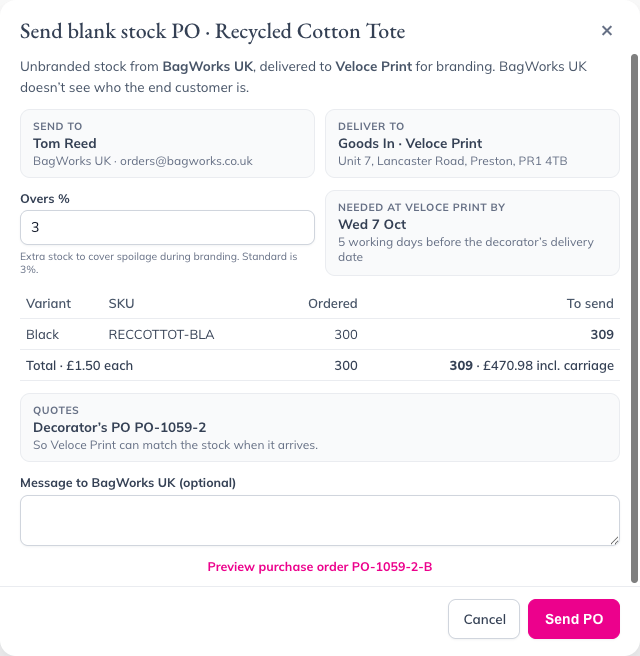 Send blank stock PO · Recycled Cotton Tote
×
Unbranded stock from BagWorks UK, delivered to Veloce Print for branding. BagWorks UK
doesn’t see who the end customer is.
SEND TO
Tom Reed
BagWorks UK · orders@bagworks.co.uk
DELIVER TO
Goods In · Veloce Print
Unit 7, Lancaster Road, Preston, PR1 4TB
Overs %
3
Extra stock to cover spoilage during branding. Standard is
3%.
NEEDED AT VELOCE PRINT BY
Wed 7 Oct
5 working days before the decorator’s delivery
date
Variant SKU Ordered To send
Black RECCOTTOT-BLA 300 309
Total · £1.50 each 300 309 · £470.98 incl. carriage
QUOTES
Decorator’s PO PO-1059-2
So Veloce Print can match the stock when it arrives.
Message to BagWorks UK (optional)
Preview purchase order PO-1059-2-B
Cancel Send PO